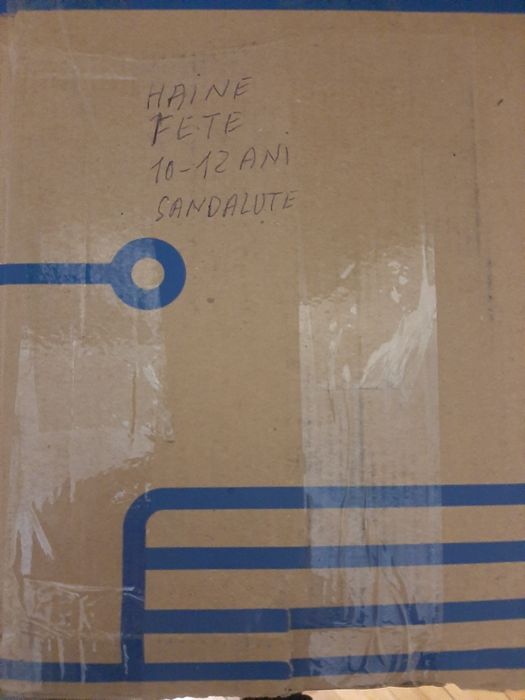 HAINE
FETE
10-12 ANI
SANDALUTE